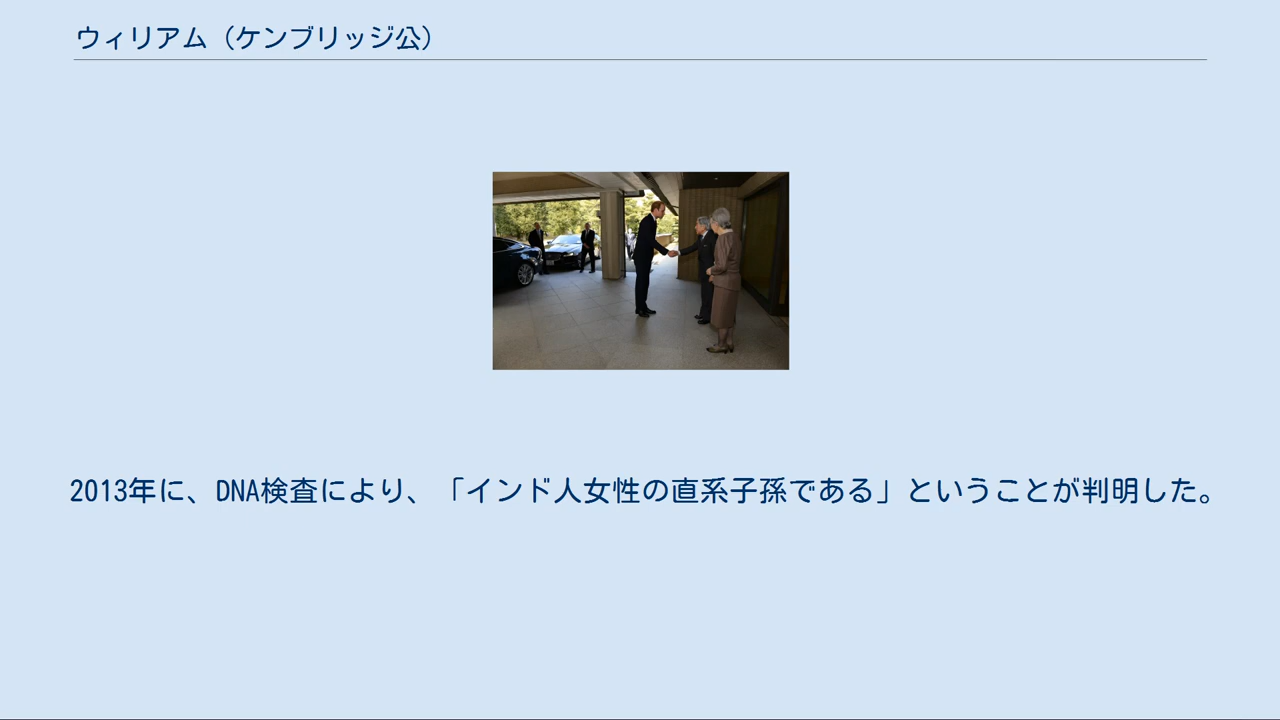 ウィリアム（ケンブリッジ公）
2013年に、DNA検査により、「インド人女性の直系子孫である」ということが判明した。